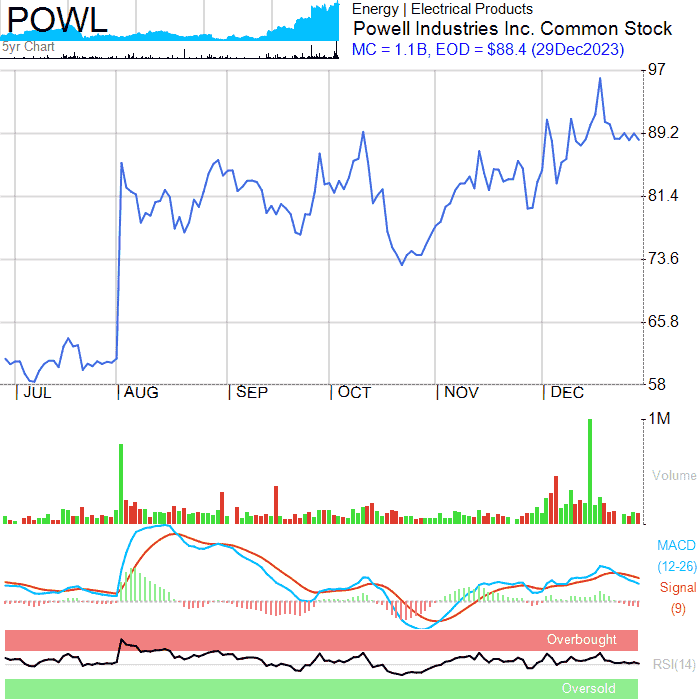 POWL
5yr Chart
Energy | Electrical Products
Powell Industries Inc. Common Stock
MC = 1.1B, EOD = $88.4 (29Dec2023)
97
89.2
81.4
73.6
65.8
58
| JUL | AUG | SEP | OCT | NOV | DEC
1M
Volume
MACD
(12-26)
Signal
(9)
Overbought
RSI(14)
Oversold